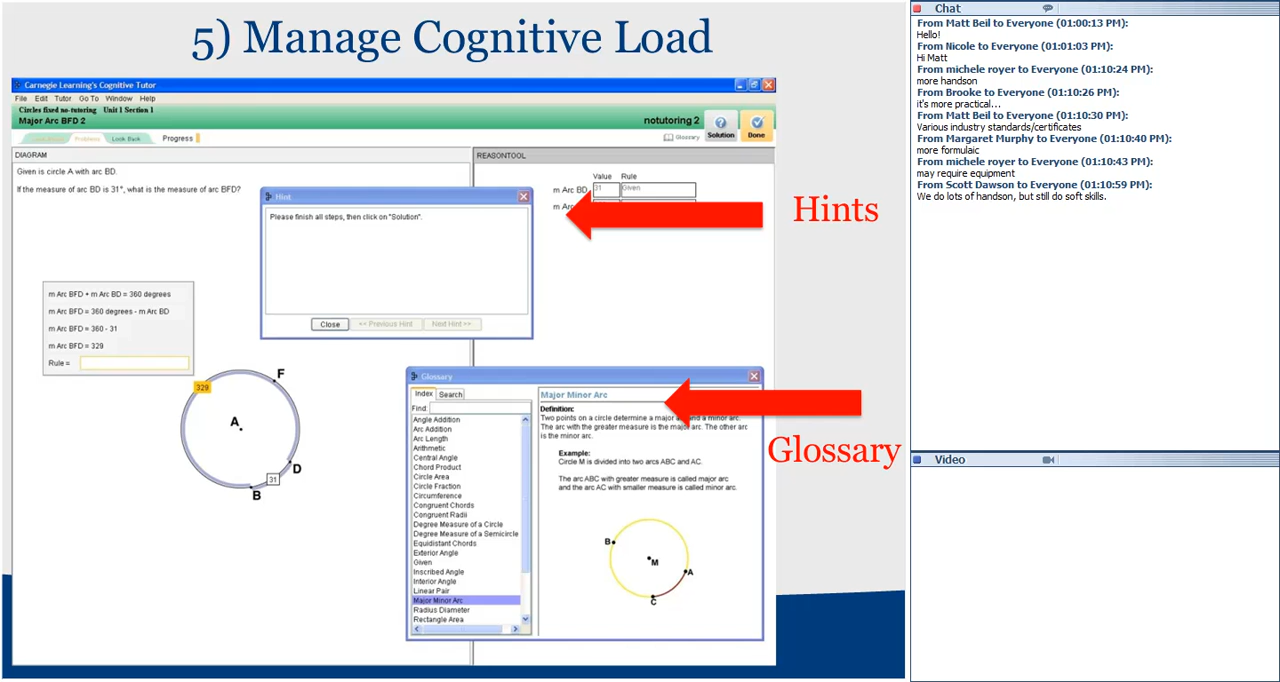 5) Manage Cognitive Load
Carnegie Learning's Cognitive Tutor
File Edit Tutor Go To Window Help
Circles fixed no-tutoring Unit 1 Section 1
Major Arc BFD 2
notutoring 2
Problems Look Back Progress
Glossary Solution Done
DIAGRAM
Given is circle A with arc BD.
If the measure of arc BD is 31°, what is the measure of arc BFD?
m Arc BFD + m Arc BD = 360 degrees
m Arc BFD = 360 degrees - m Arc BD
m Arc BFD = 360 - 31
m Arc BFD = 329
Rule =
329
F
A
D
31
B
REASONTOOL
Value Rule
m Arc BD 31 Given
m Arc
Hint
Please finish all steps, then click on "Solution".
Close << Previous Hint Next Hint >>
Hints
Glossary
Index Search
Find:
Angle Addition
Arc Addition
Arc Length
Arithmetic
Central Angle
Chord Product
Circle Area
Circle Fraction
Circumference
Congruent Chords
Congruent Radii
Degree Measure of a Circle
Degree Measure of a Semicircle
Equidistant Chords
Exterior Angle
Given
Inscribed Angle
Interior Angle
Linear Pair
Major Minor Arc
Radius Diameter
Rectangle Area
Major Minor Arc
Definition:
Two points on a circle determine a major arc and a minor arc.
The arc with the greater measure is the major arc. The other arc
is the minor arc.
Example:
Circle M is divided into two arcs ABC and AC.
The arc ABC with greater measure is called major arc
and the arc AC with smaller measure is called minor arc.
B
M
A
C
Glossary
Chat
From Matt Beil to Everyone (01:00:13 PM):
Hello!
From Nicole to Everyone (01:01:03 PM):
Hi Matt
From michele royer to Everyone (01:10:24 PM):
more handson
From Brooke to Everyone (01:10:26 PM):
it's more practical...
From Matt Beil to Everyone (01:10:30 PM):
Various industry standards/certificates
From Margaret Murphy to Everyone (01:10:40 PM):
more formulaic
From michele royer to Everyone (01:10:43 PM):
may require equipment
From Scott Dawson to Everyone (01:10:59 PM):
We do lots of handson, but still do soft skills.
Video